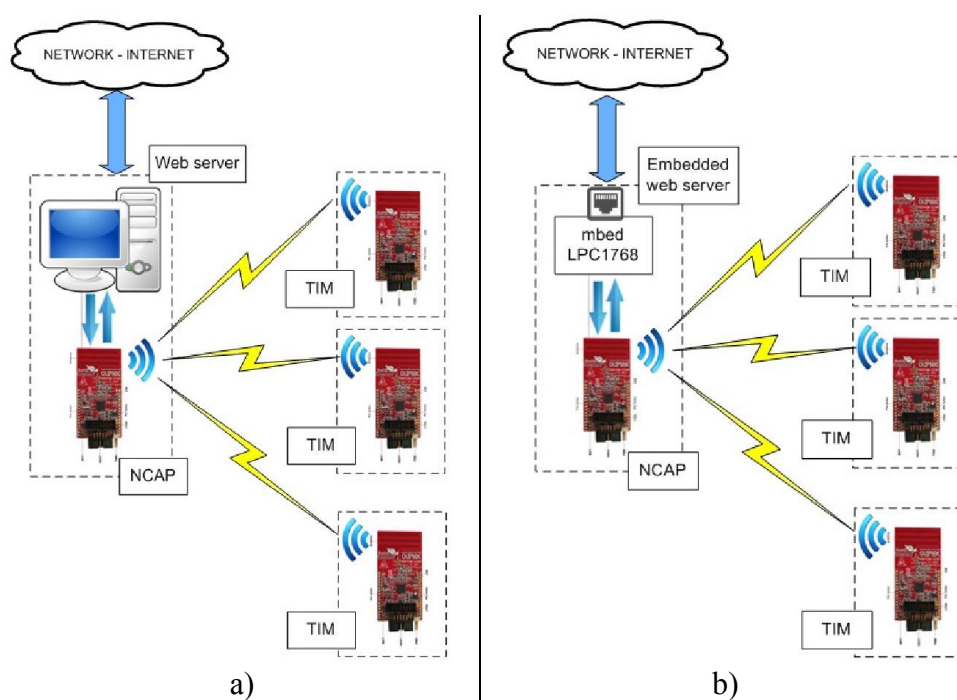 NETWORK - INTERNET
Web server
TIM
TIM
NCAP
TIM
a)
NETWORK - INTERNET
Embedded
web server
mbed
LPC1768
TIM
TIM
NCAP
TIM
b)